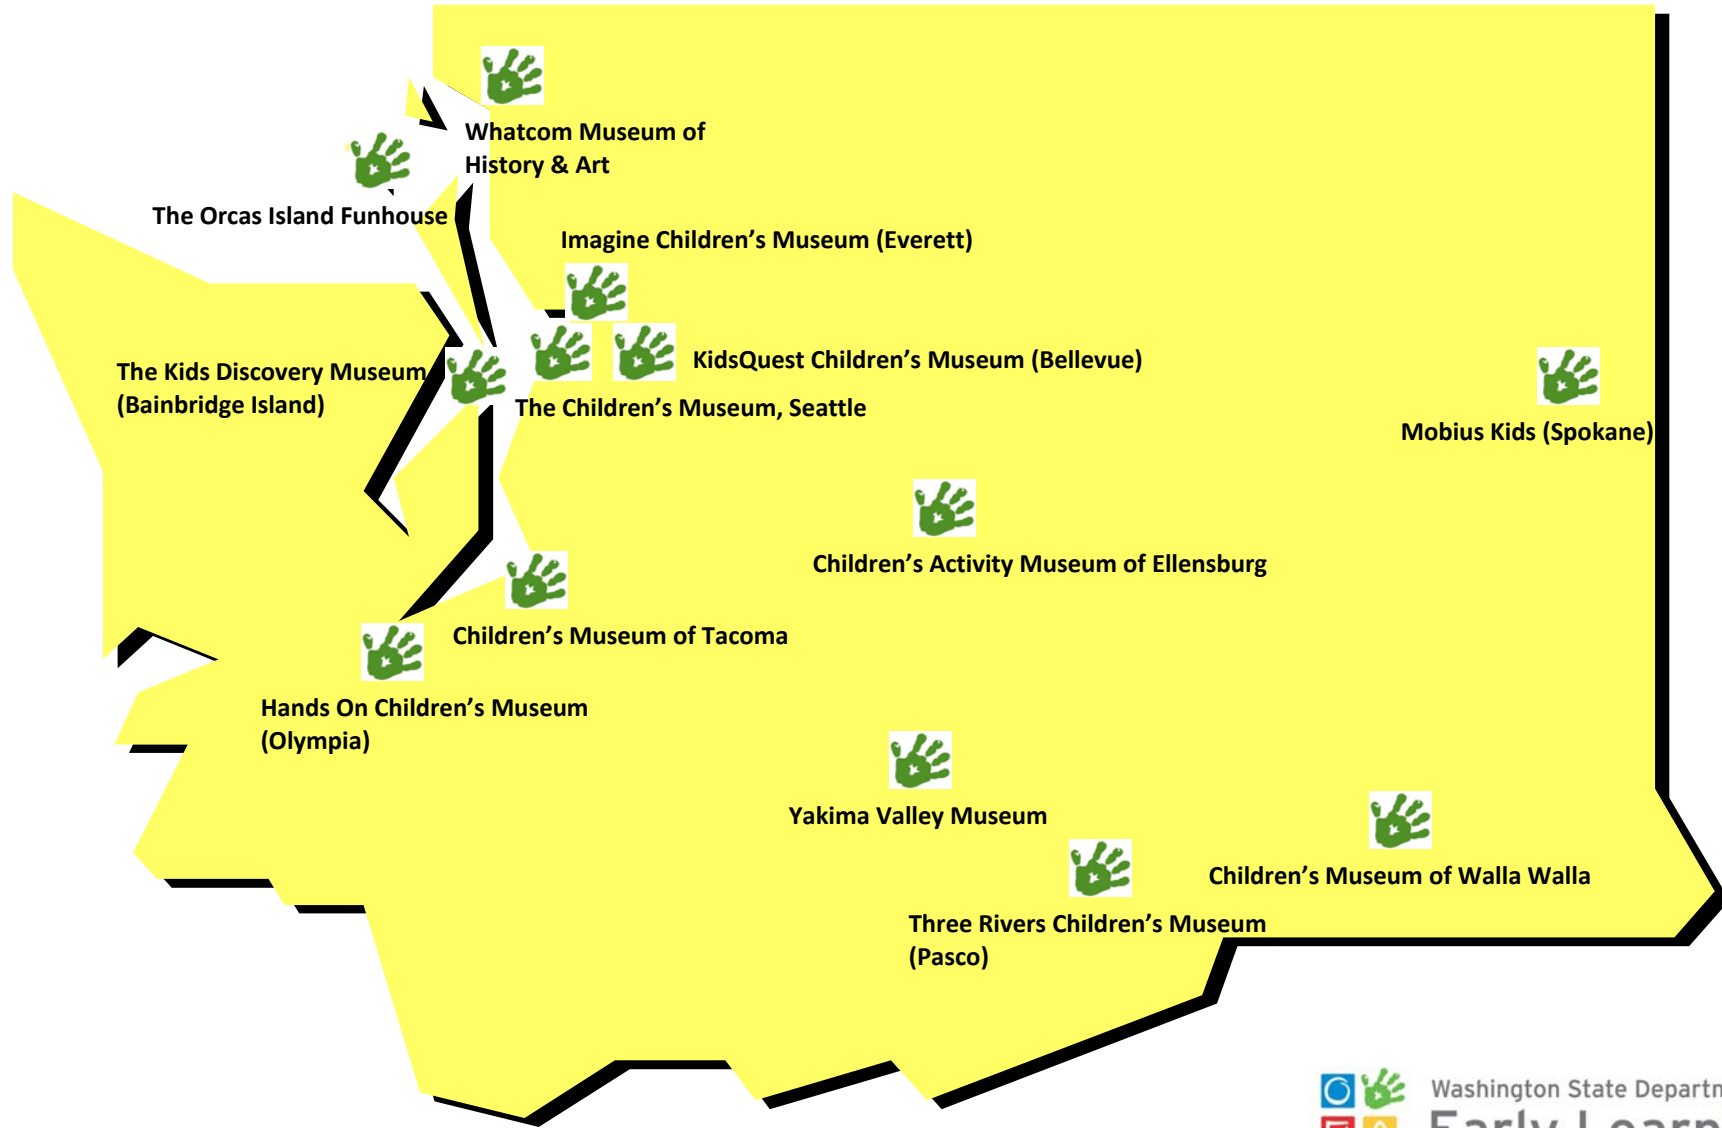 Whatcom Museum of
History & Art
The Orcas Island Funhouse
Imagine Children’s Museum (Everett)
KidsQuest Children’s Museum (Bellevue)
The Kids Discovery Museum
(Bainbridge Island)
The Children’s Museum, Seattle
Mobius Kids (Spokane)
Children’s Activity Museum of Ellensburg
Children’s Museum of Tacoma
Hands On Children’s Museum
(Olympia)
Yakima Valley Museum
Children’s Museum of Walla Walla
Three Rivers Children’s Museum
(Pasco)
Washington State Departm
Early Learn